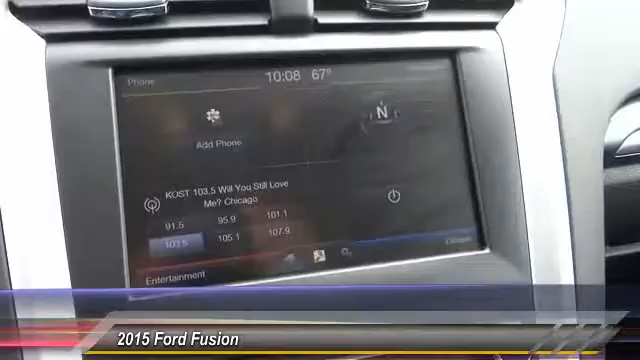 Phone
10:08 67°
N
Add Phone
KOST 103.5 Will You Still Love
Me? Chicago
91.5 95.9 101.1
103.5 105.1 107.9
Entertainment
Climate
2015 Ford Fusion